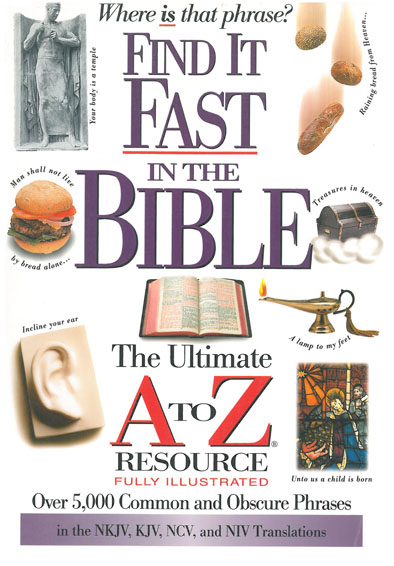 Where is that phrase?
FIND IT
FAST
IN THE
BIBLE
Your body is a temple
Raining bread from Heaven...
Man shall not live
by bread alone...
Treasures in heaven
Incline your ear
A lamp to my feet
The Ultimate
A TO Z®
RESOURCE
FULLY ILLUSTRATED
Unto us a child is born
Over 5,000 Common and Obscure Phrases
in the NKJV, KJV, NCV, and NIV Translations